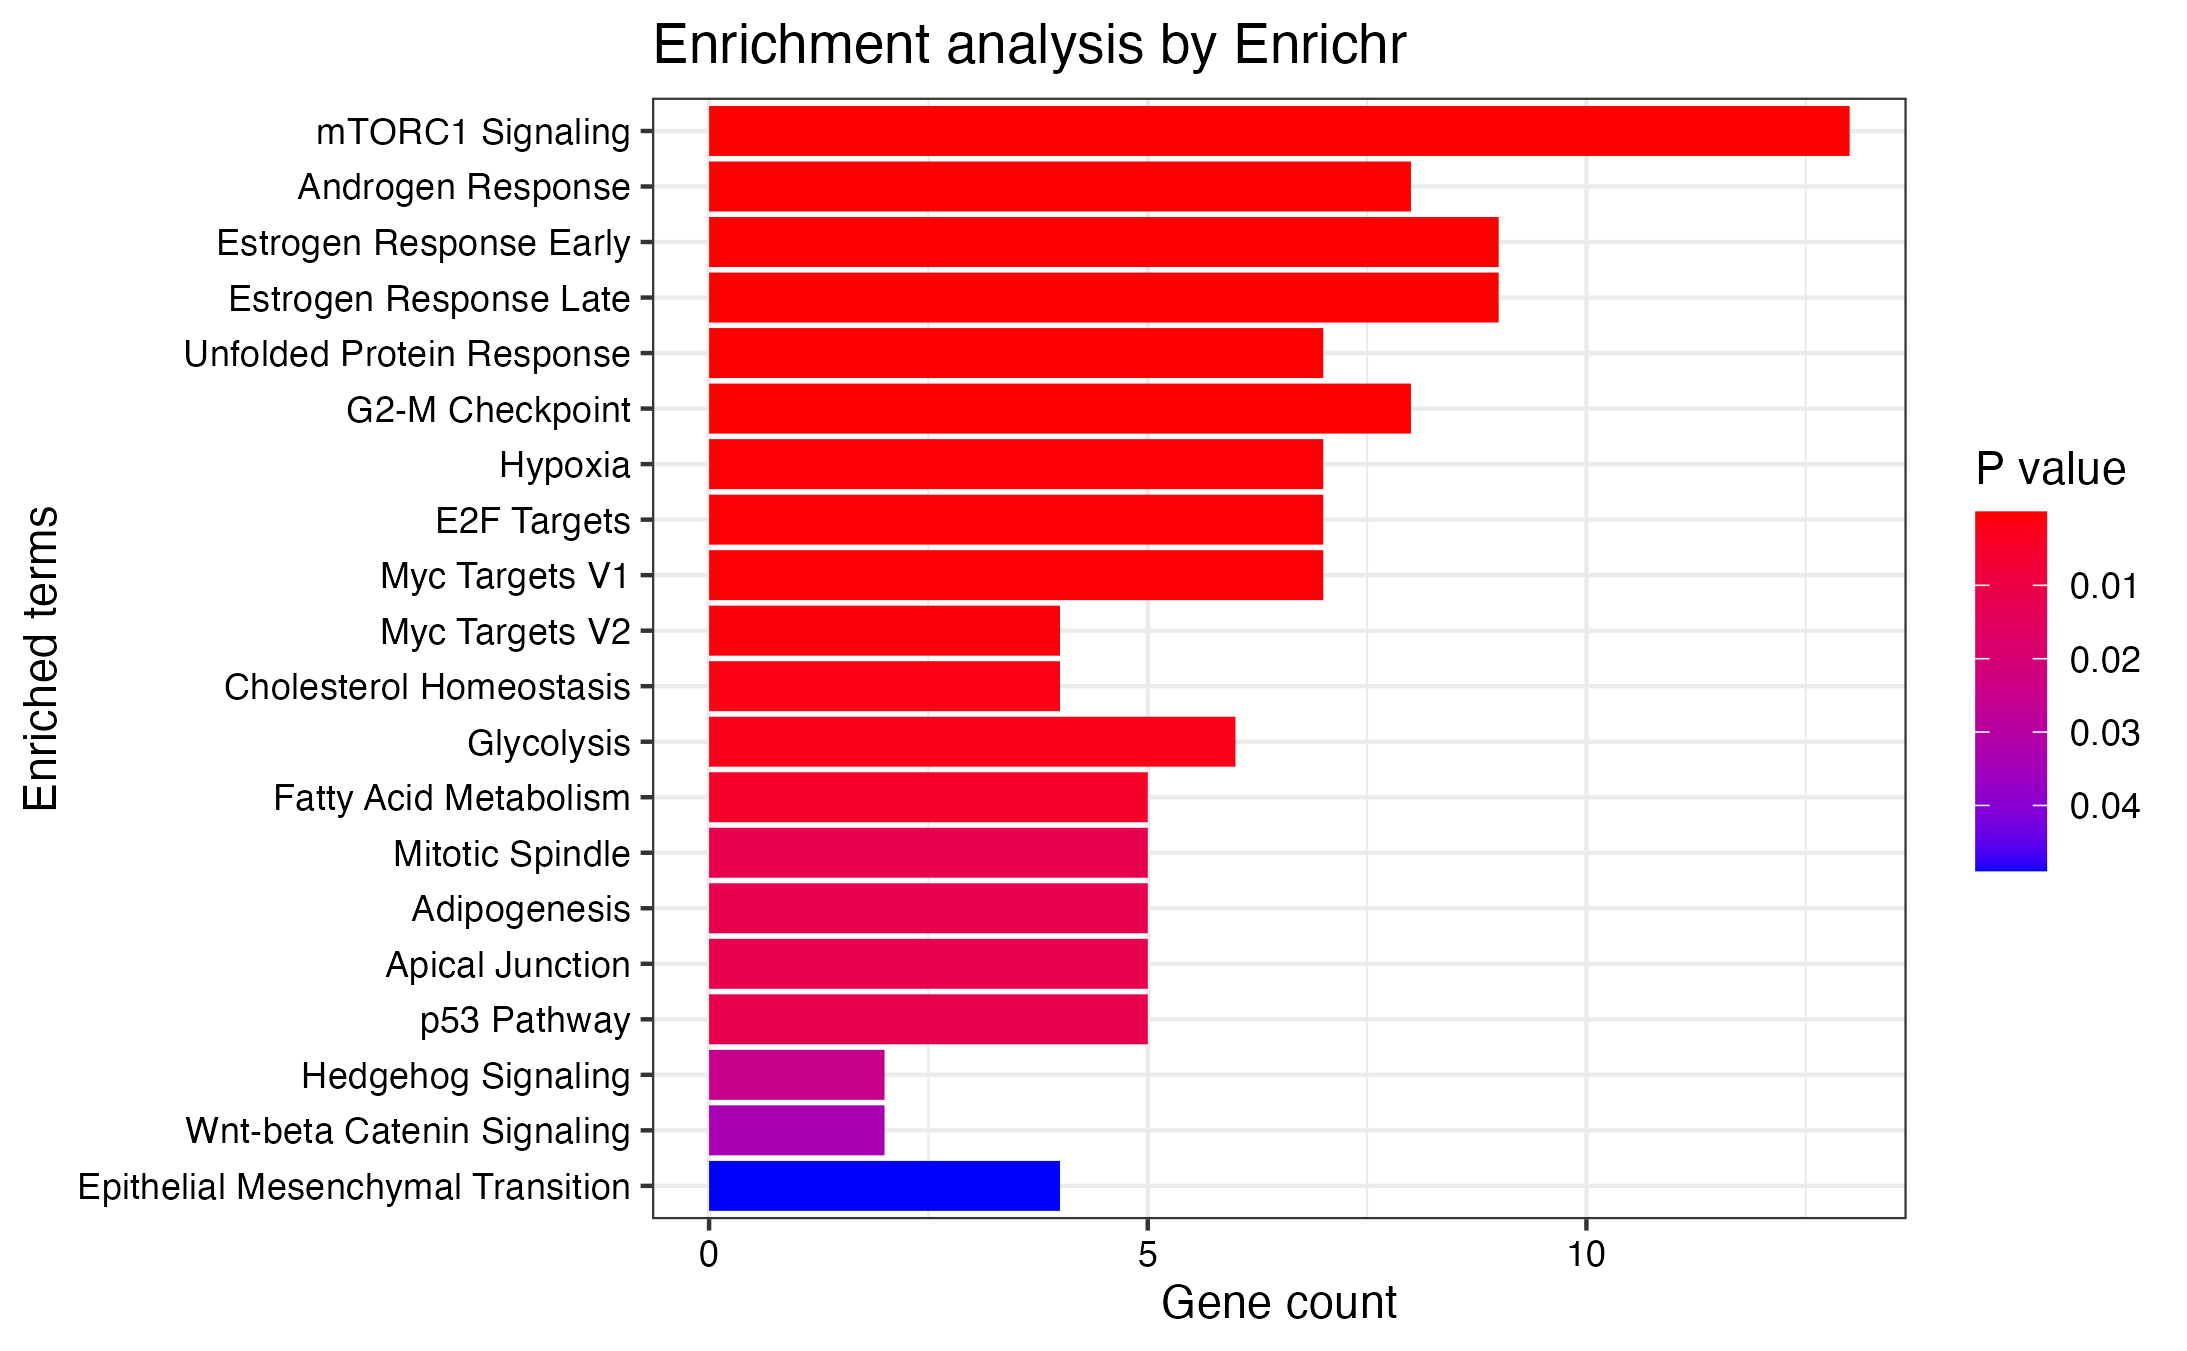 Enrichment analysis by Enrichr
Enriched terms
mTORC1 Signaling
Androgen Response
Estrogen Response Early
Estrogen Response Late
Unfolded Protein Response
G2-M Checkpoint
Hypoxia
E2F Targets
Myc Targets V1
Myc Targets V2
Cholesterol Homeostasis
Glycolysis
Fatty Acid Metabolism
Mitotic Spindle
Adipogenesis
Apical Junction
p53 Pathway
Hedgehog Signaling
Wnt-beta Catenin Signaling
Epithelial Mesenchymal Transition
0 5 10
Gene count
P value
0.01
0.02
0.03
0.04